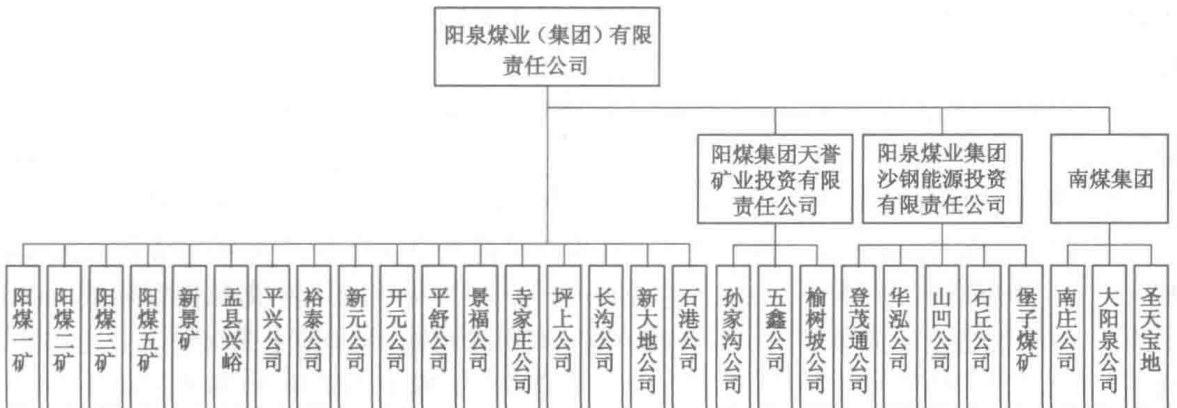 阳泉煤业（集团）有限
责任公司
阳煤集团天誉
矿业投资有限
责任公司
阳泉煤业集团
沙钢能源投资
有限责任公司
南煤集团
阳煤一矿
阳煤二矿
阳煤三矿
阳煤五矿
新景矿
盂县兴峪
平兴公司
裕泰公司
新元公司
开元公司
平舒公司
景福公司
寺家庄公司
坪上公司
长沟公司
新大地公司
石港公司
孙家沟公司
五鑫公司
榆树坡公司
登茂通公司
华泓公司
山凹公司
石丘公司
堡子煤矿
南庄公司
大阳泉公司
圣天宝地